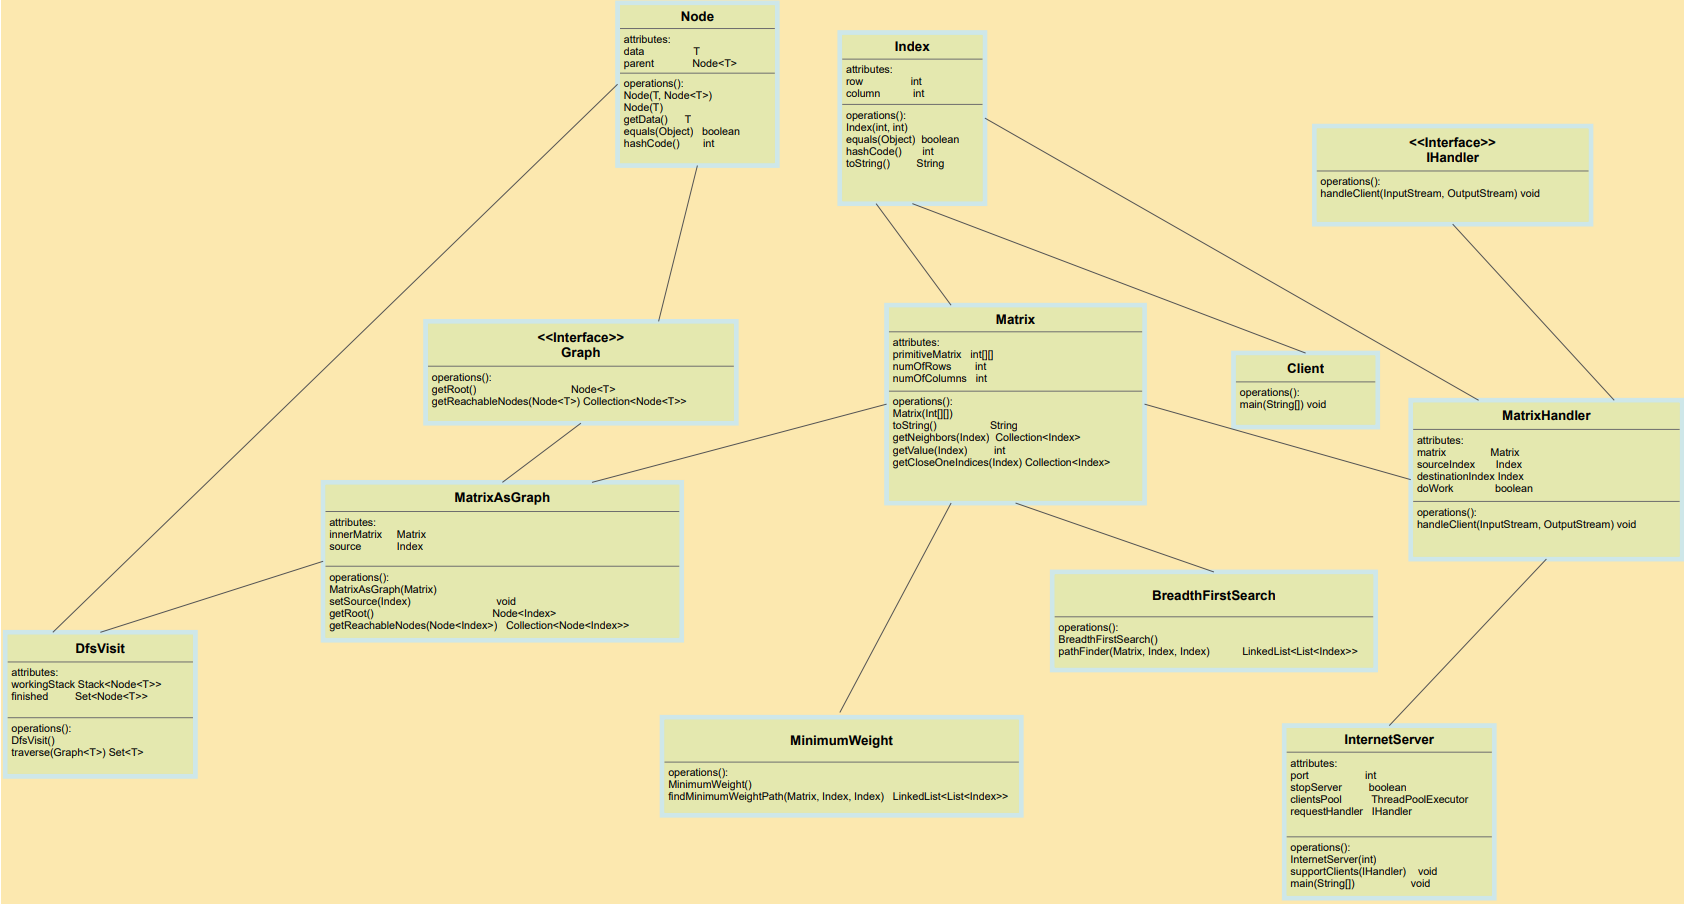 Node
attributes:
data T
parent Node<T>
operations():
Node(T, Node<T>)
Node(T)
getData() T
equals(Object) boolean
hashCode() int
Index
attributes:
row int
column int
operations():
Index(int, int)
equals(Object) boolean
hashCode() int
toString() String
<<Interface>>
IHandler
operations():
handleClient(InputStream, OutputStream) void
<<Interface>>
Graph
operations():
getRoot() Node<T>
getReachableNodes(Node<T>) Collection<Node<T>>
Matrix
attributes:
primitiveMatrix int[][]
numOfRows int
numOfColumns int
operations():
Matrix(Int[][])
toString() String
getNeighbors(Index) Collection<Index>
getValue(Index) int
getCloseOneIndices(Index) Collection<Index>
Client
operations():
main(String[]) void
MatrixHandler
attributes:
matrix Matrix
sourceIndex Index
destinationIndex Index
doWork boolean
operations():
handleClient(InputStream, OutputStream) void
MatrixAsGraph
attributes:
innerMatrix Matrix
source Index
operations():
MatrixAsGraph(Matrix)
setSource(Index) void
getRoot() Node<Index>
getReachableNodes(Node<Index>) Collection<Node<Index>>
BreadthFirstSearch
operations():
BreadthFirstSearch()
pathFinder(Matrix, Index, Index) LinkedList<List<Index>>
DfsVisit
attributes:
workingStack Stack<Node<T>>
finished Set<Node<T>>
operations():
DfsVisit()
traverse(Graph<T>) Set<T>
MinimumWeight
operations():
MinimumWeight()
findMinimumWeightPath(Matrix, Index, Index) LinkedList<List<Index>>
InternetServer
attributes:
port int
stopServer boolean
clientsPool ThreadPoolExecutor
requestHandler IHandler
operations():
InternetServer(int)
supportClients(IHandler) void
main(String[]) void